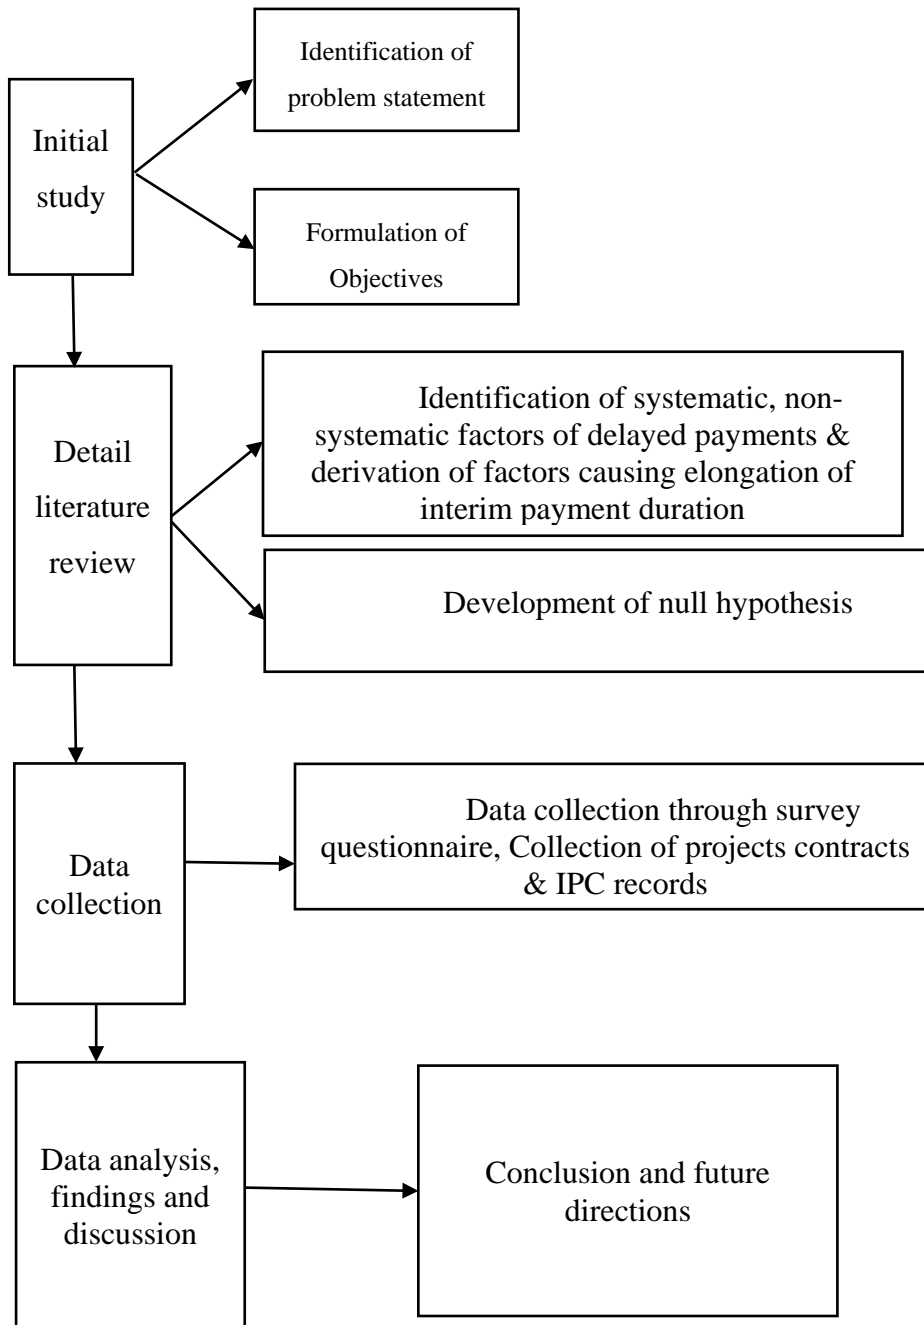 Initial
study
Identification of
problem statement
Formulation of
Objectives
Detail
literature
review
Identification of systematic, non-
systematic factors of delayed payments &
derivation of factors causing elongation of
interim payment duration
Development of null hypothesis
Data
collection
Data collection through survey
questionnaire, Collection of projects contracts
& IPC records
Data analysis,
findings and
discussion
Conclusion and future
directions